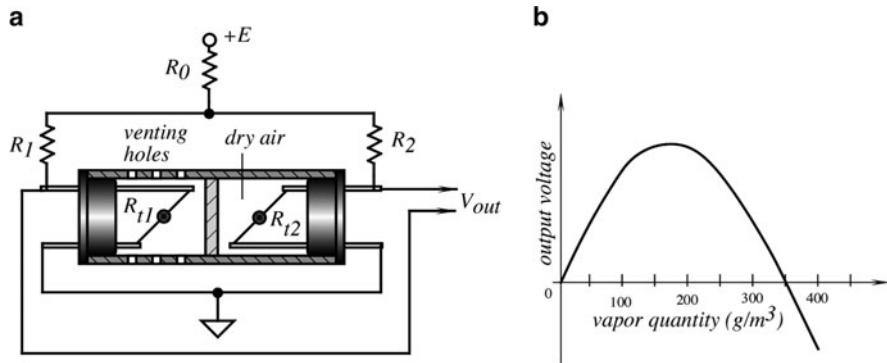 a
+E
R0
R1
venting
holes
dry air
R2
Rt1
Rt2
Vout
b
output voltage
0
100
200
300
400
vapor quantity (g/m3)